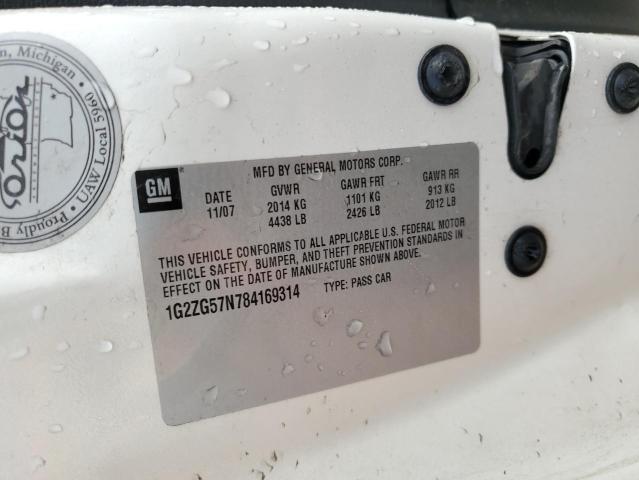 on, Michigan
Orion
UAW Local 5960
Proudly B
GM
MFD BY GENERAL MOTORS CORP.
DATE GVWR GAWR FRT GAWR RR
11/07 2014 KG 1101 KG 913 KG
4438 LB 2426 LB 2012 LB
THIS VEHICLE CONFORMS TO ALL APPLICABLE U.S. FEDERAL MOTOR
VEHICLE SAFETY, BUMPER, AND THEFT PREVENTION STANDARDS IN
EFFECT ON THE DATE OF MANUFACTURE SHOWN ABOVE.
1G2ZG57N784169314 TYPE: PASS CAR